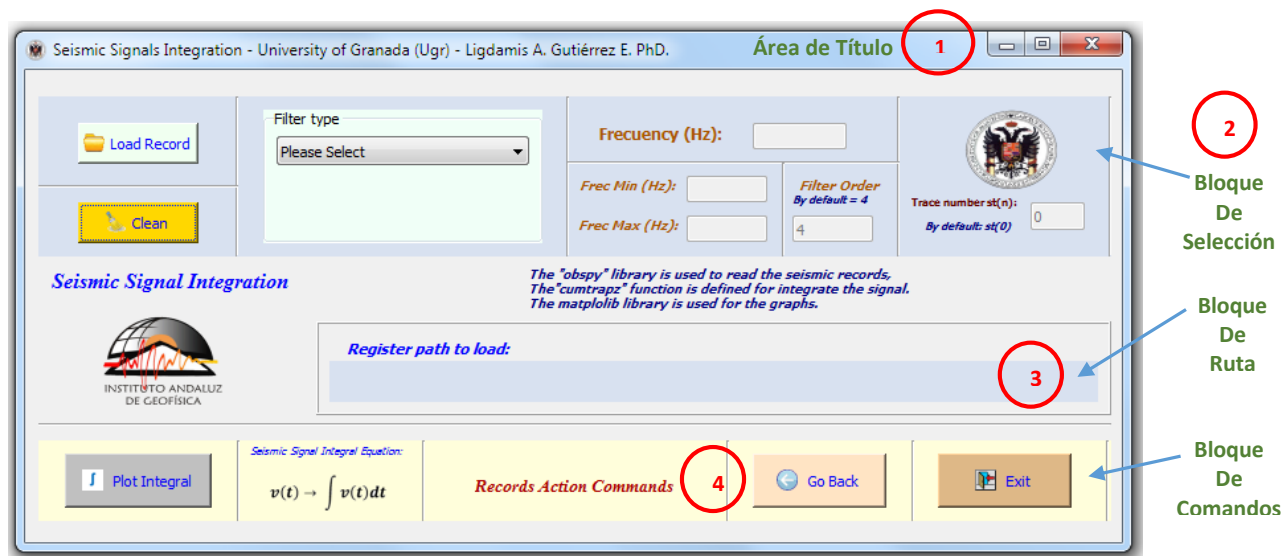 Seismic Signals Integration - University of Granada (Ugr) - Ligdamis A. Gutiérrez E. PhD.
Área de Título
1
Load Record
Clean
Filter type
Please Select
Frecuency (Hz):
Frec Min (Hz):
Frec Max (Hz):
Filter Order
By default = 4
4
Trace number st(n):
By default: st(0)
0
2
Bloque
De
Selección
Seismic Signal Integration
The "obspy" library is used to read the seismic records,
The"cumtrapz" function is defined for integrate the signal.
The matplolib library is used for the graphs.
INSTITUTO ANDALUZ
DE GEOFÍSICA
Register path to load:
3
Bloque
De
Ruta
Plot Integral
Seismic Signal Integral Equation:
v(t) → ∫ v(t)dt
Records Action Commands
4
Go Back
Exit
Bloque
De
Comandos